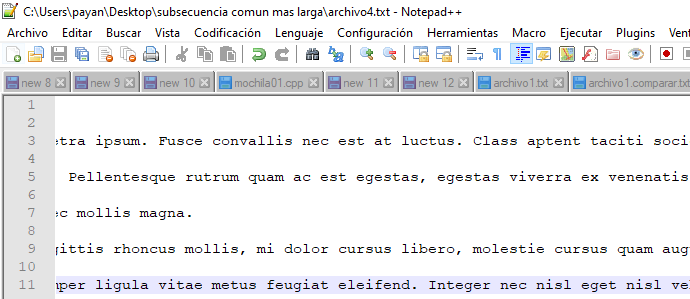 C:\Users\payan\Desktop\subsecuencia comun mas larga\archivo4.txt - Notepad++
Archivo Editar Buscar Vista Codificación Lenguaje Configuración Herramientas Macro Ejecutar Plugins Vent
new 8 new 9 new 10 mochila01.cpp new 11 new 12 archivo1.txt archivo1.comparar.txt
1
2
3 etra ipsum. Fusce convallis nec est at luctus. Class aptent taciti soci
4
5 Pellentesque rutrum quam ac est egestas, egestas viverra ex venenatis
6
7 ec mollis magna.
8
9 gittis rhoncus mollis, mi dolor cursus libero, molestie cursus quam aug
10
11 mper ligula vitae metus feugiat eleifend. Integer nec nisl eget nisl vel